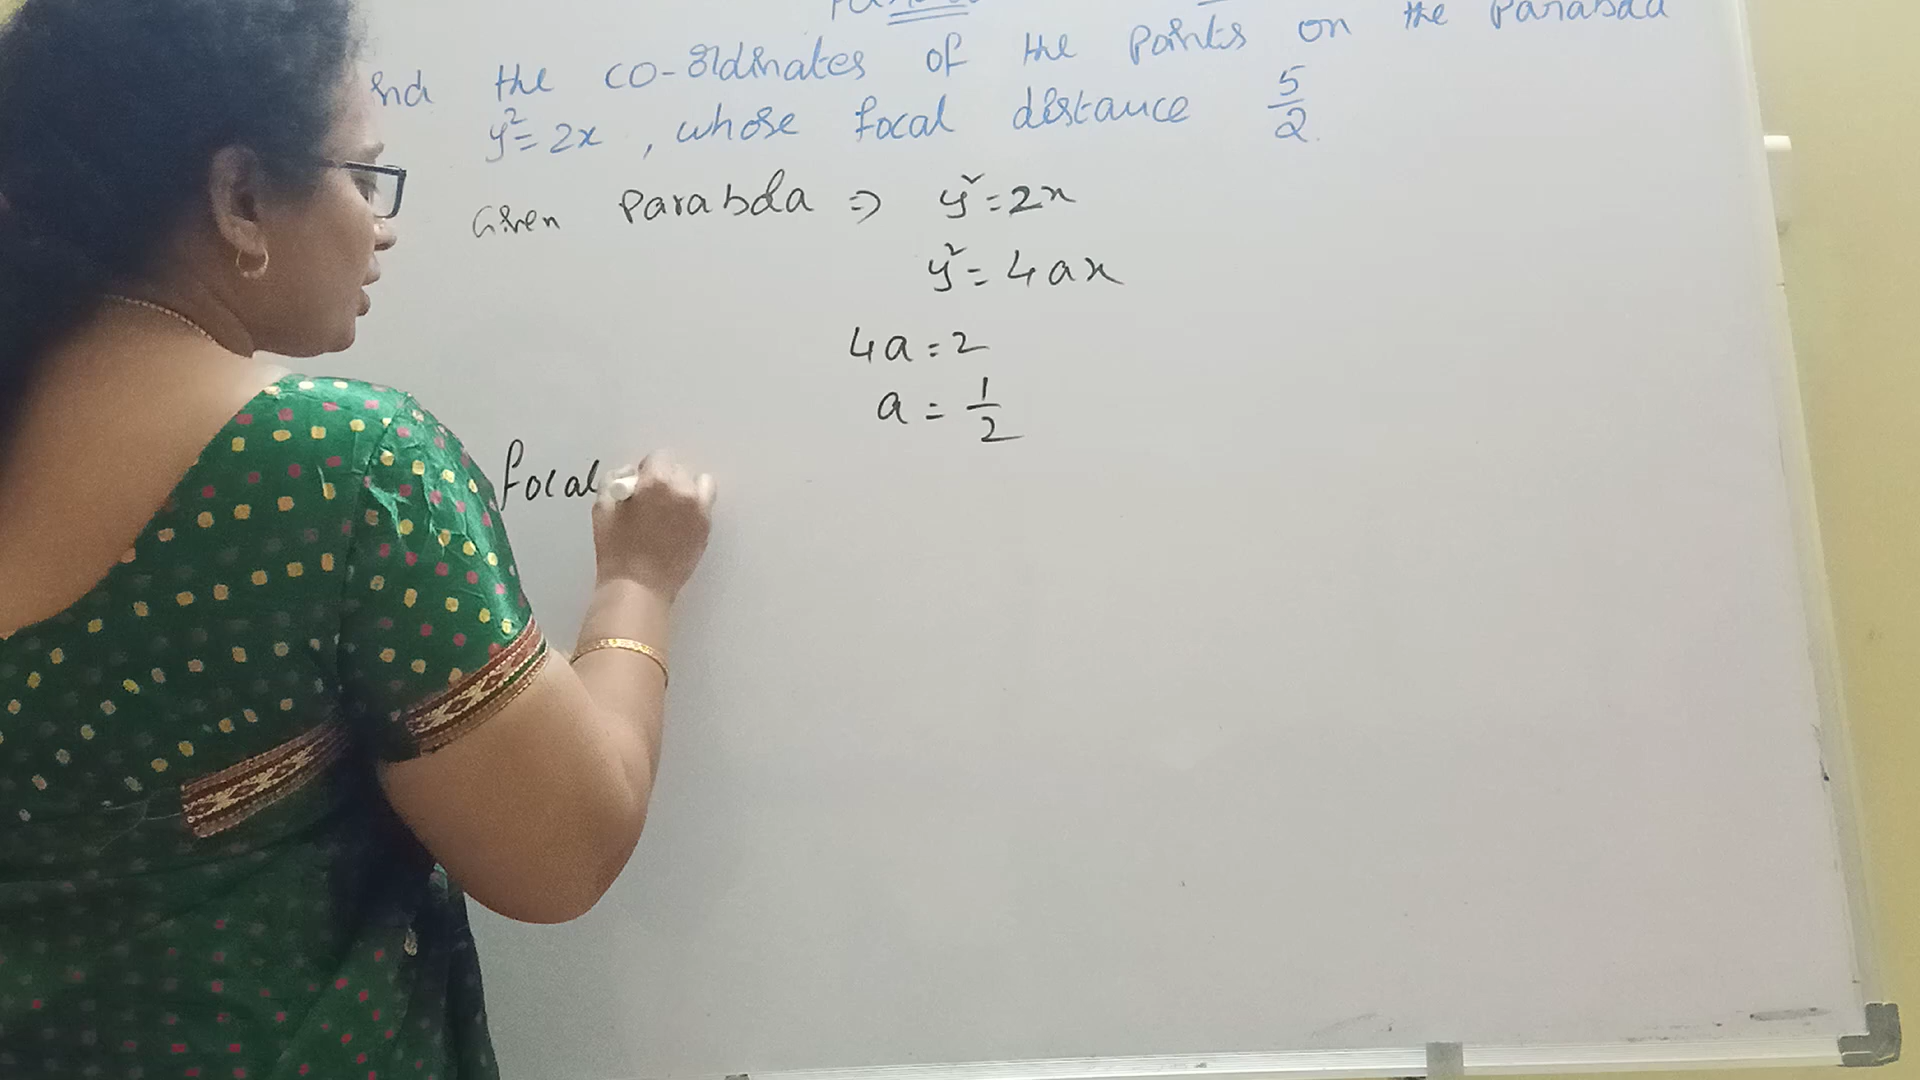 the co-ordinates of the points on the Parabola
y²=2x , whose focal distance 5/2.
Given Parabola ⇒ y²=2x
y²=4ax
4a=2
a=1/2
focal